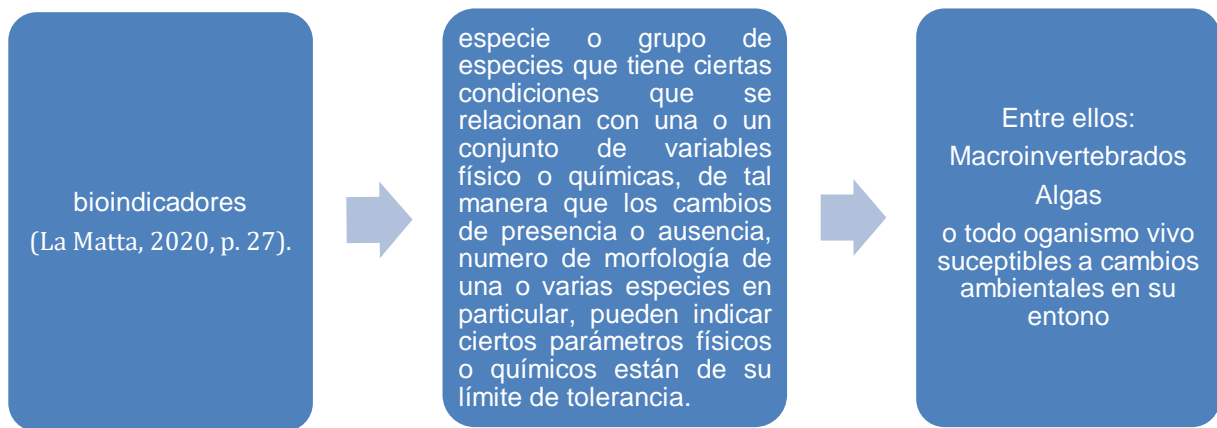 bioindicadores
(La Matta, 2020, p. 27).
especie o grupo de
especies que tiene ciertas
condiciones que se
relacionan con una o un
conjunto de variables
físico o químicas, de tal
manera que los cambios
de presencia o ausencia,
numero de morfología de
una o varias especies en
particular, pueden indicar
ciertos parámetros físicos
o químicos están de su
límite de tolerancia.
Entre ellos:
Macroinvertebrados
Algas
o todo oganismo vivo
suceptibles a cambios
ambientales en su
entono